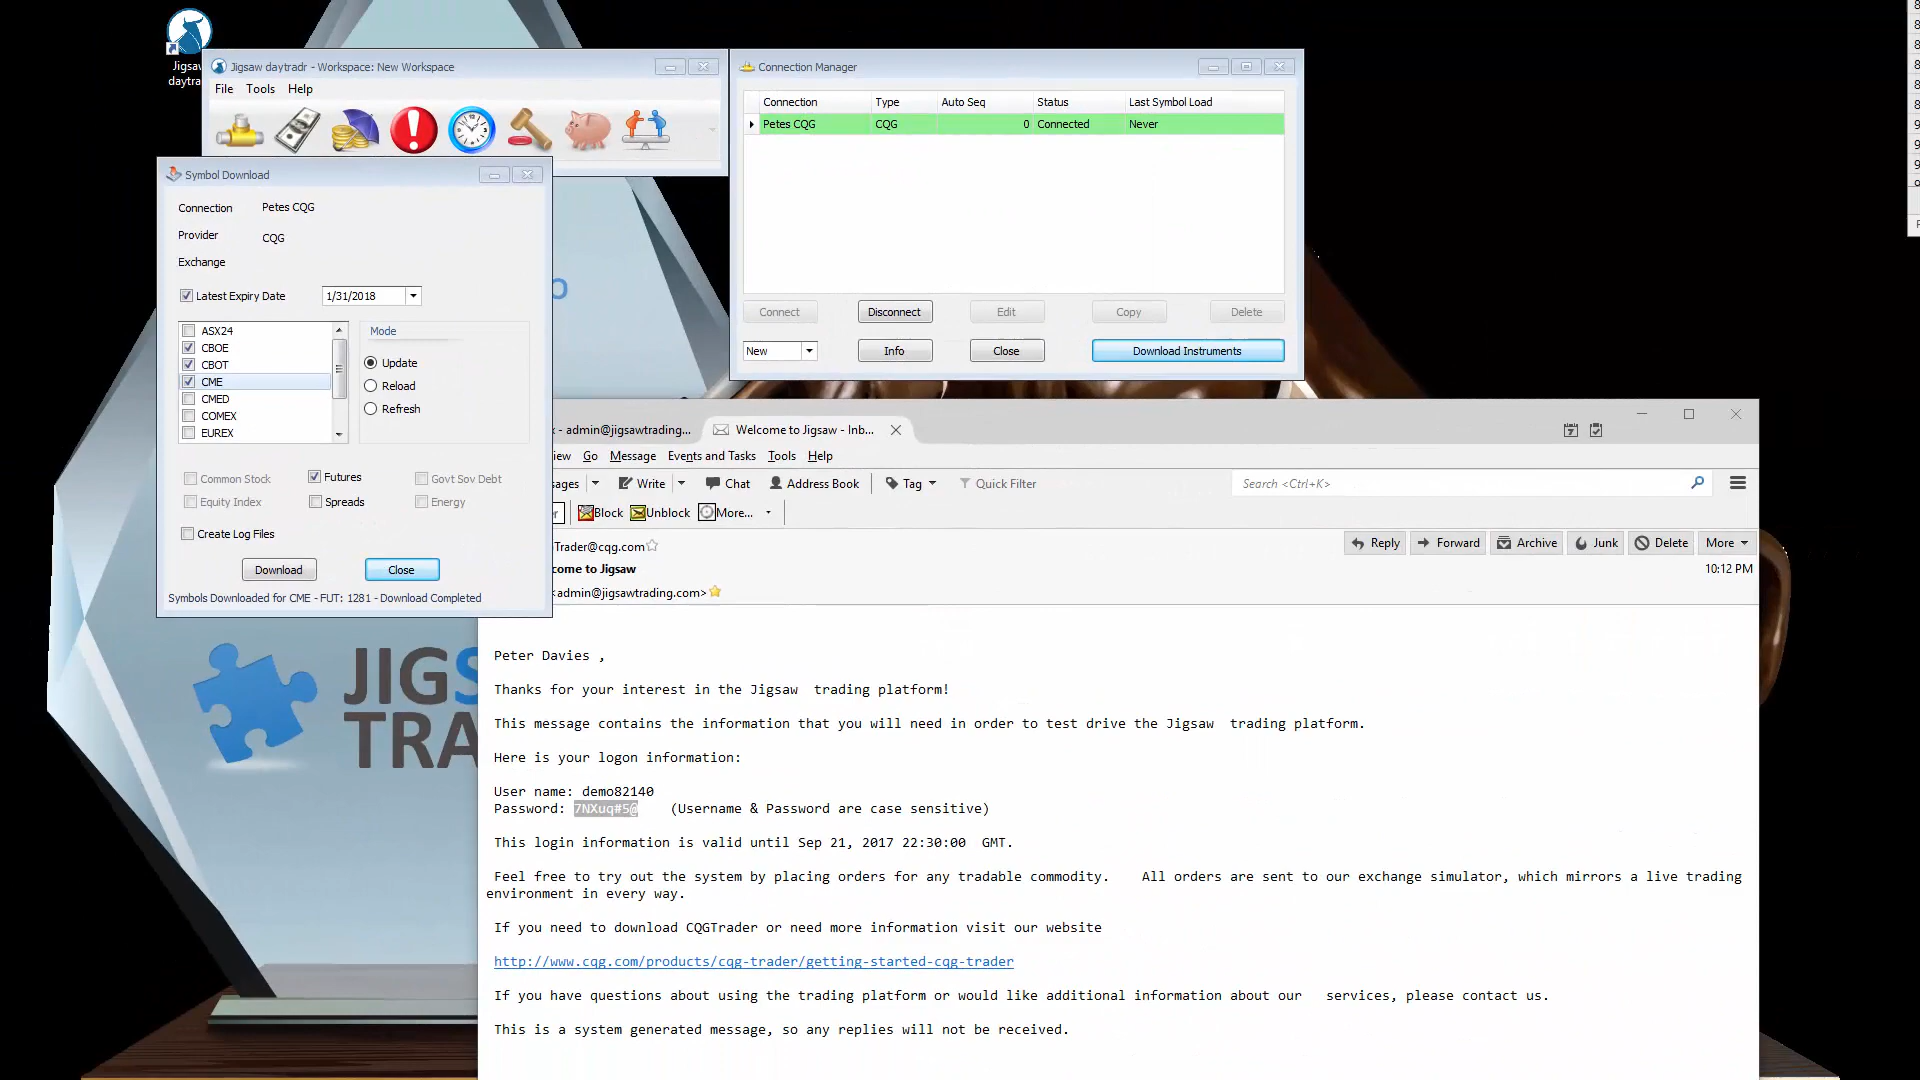 Jigsaw
daytra
Jigsaw daytradr - Workspace: New Workspace
File Tools Help
Connection Manager
Connection Type Auto Seq Status Last Symbol Load
Petes CQG CQG 0 Connected Never
Connect Disconnect Edit Copy Delete
New Info Close Download Instruments
Symbol Download
Connection Petes CQG
Provider CQG
Exchange
Latest Expiry Date 1/31/2018
ASX24
CBOE
CBOT
CME
CMED
COMEX
EUREX
Mode
Update
Reload
Refresh
Common Stock Futures Govt Sov Debt
Equity Index Spreads Energy
Create Log Files
Download Close
Symbols Downloaded for CME - FUT: 1281 - Download Completed
x - admin@jigsawtrading... Welcome to Jigsaw - Inb...
iew Go Message Events and Tasks Tools Help
sages Write Chat Address Book Tag Quick Filter Search <Ctrl+K>
er Block Unblock More...
Trader@cqg.com Reply Forward Archive Junk Delete More
come to Jigsaw 10:12 PM
<admin@jigsawtrading.com>
Peter Davies ,
Thanks for your interest in the Jigsaw trading platform!
This message contains the information that you will need in order to test drive the Jigsaw trading platform.
Here is your logon information:
User name: demo82140
Password: 7NXuq#5@ (Username & Password are case sensitive)
This login information is valid until Sep 21, 2017 22:30:00 GMT.
Feel free to try out the system by placing orders for any tradable commodity. All orders are sent to our exchange simulator, which mirrors a live trading
environment in every way.
If you need to download CQGTrader or need more information visit our website
http://www.cqg.com/products/cqg-trader/getting-started-cqg-trader
If you have questions about using the trading platform or would like additional information about our services, please contact us.
This is a system generated message, so any replies will not be received.
JIGS
TRA